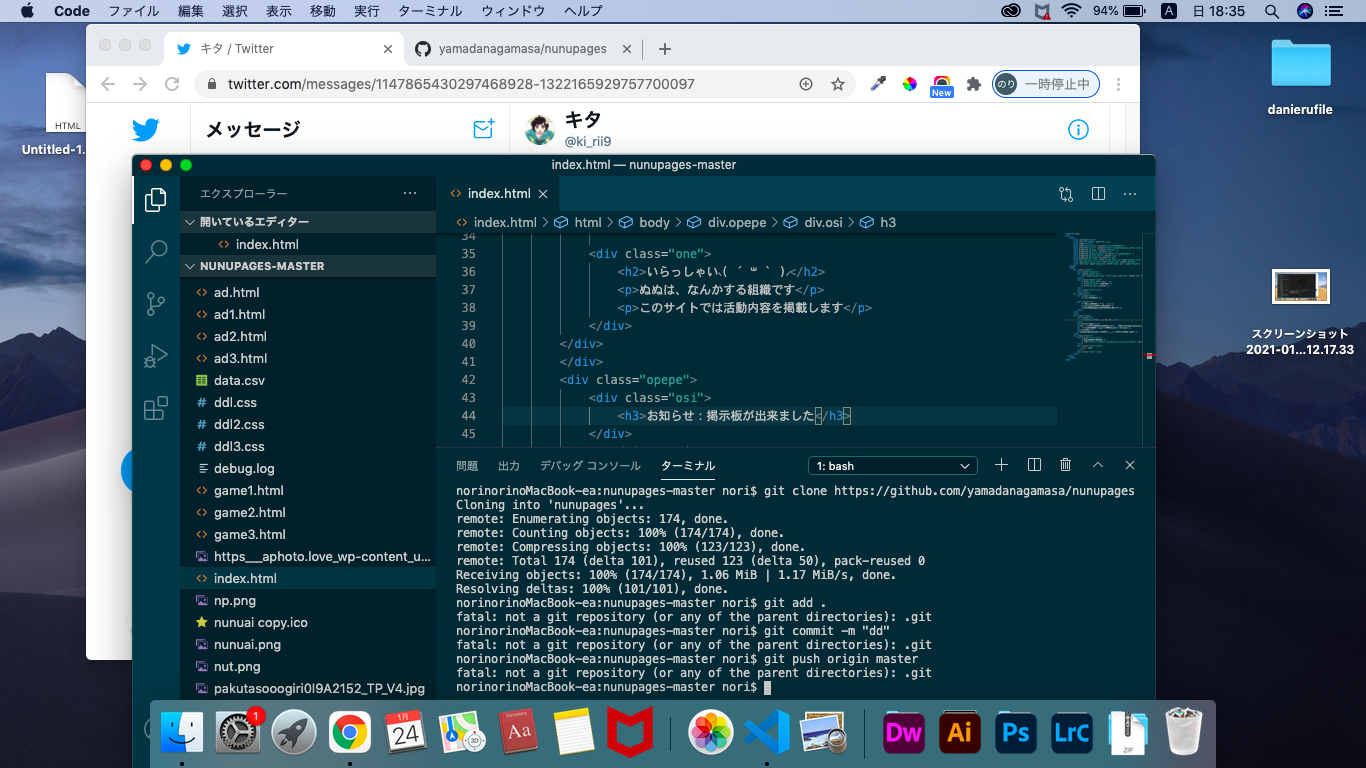 Code ファイル 編集 選択 表示 移動 実行 ターミナル ウィンドウ ヘルプ 94% A 日 18:35
キタ / Twitter
yamadanagamasa/nunupages
twitter.com/messages/1147865430297468928-1322165929757700097
New
のり 一時停止中
HTML
Untitled-1.
danierufile
メッセージ
キタ
@ki_rii9
index.html — nunupages-master
エクスプローラー
index.html
開いているエディター
index.html > html > body > div.opepe > div.osi > h3
index.html
NUNUPAGES-MASTER
ad.html
ad1.html
ad2.html
ad3.html
data.csv
ddl.css
ddl2.css
ddl3.css
debug.log
game1.html
game2.html
game3.html
https___aphoto.love_wp-content_u...
index.html
np.png
nunuai copy.ico
nunuai.png
nut.png
pakutasooogiri0I9A2152_TP_V4.jpg
34
35 <div class="one">
36 <h2>いらっしゃい⸜( ´ ꒳ ` )⸝</h2>
37 <p>ぬぬは、なんかする組織です</p>
38 <p>このサイトでは活動内容を掲載します</p>
39 </div>
40 </div>
41 </div>
42 <div class="opepe">
43 <div class="osi">
44 <h3>お知らせ：掲示板が出来ました</h3>
45 </div>
問題 出力 デバッグ コンソール ターミナル 1: bash
norinorinoMacBook-ea:nunupages-master nori$ git clone https://github.com/yamadanagamasa/nunupages
Cloning into 'nunupages'...
remote: Enumerating objects: 174, done.
remote: Counting objects: 100% (174/174), done.
remote: Compressing objects: 100% (123/123), done.
remote: Total 174 (delta 101), reused 123 (delta 50), pack-reused 0
Receiving objects: 100% (174/174), 1.06 MiB | 1.17 MiB/s, done.
Resolving deltas: 100% (101/101), done.
norinorinoMacBook-ea:nunupages-master nori$ git add .
fatal: not a git repository (or any of the parent directories): .git
norinorinoMacBook-ea:nunupages-master nori$ git commit -m "dd"
fatal: not a git repository (or any of the parent directories): .git
norinorinoMacBook-ea:nunupages-master nori$ git push origin master
fatal: not a git repository (or any of the parent directories): .git
norinorinoMacBook-ea:nunupages-master nori$
スクリーンショット
2021-01...12.17.33
1
1月
24
3D
Dictionary
Aa
Dw
Ai
Ps
LrC
ZIP